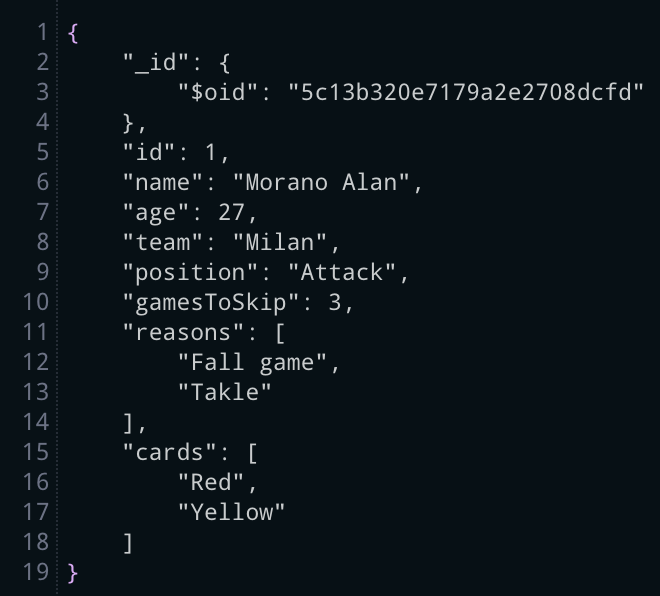 1 {
2 "_id": {
3 "$oid": "5c13b320e7179a2e2708dcfd"
4 },
5 "id": 1,
6 "name": "Morano Alan",
7 "age": 27,
8 "team": "Milan",
9 "position": "Attack",
10 "gamesToSkip": 3,
11 "reasons": [
12 "Fall game",
13 "Takle"
14 ],
15 "cards": [
16 "Red",
17 "Yellow"
18 ]
19 }